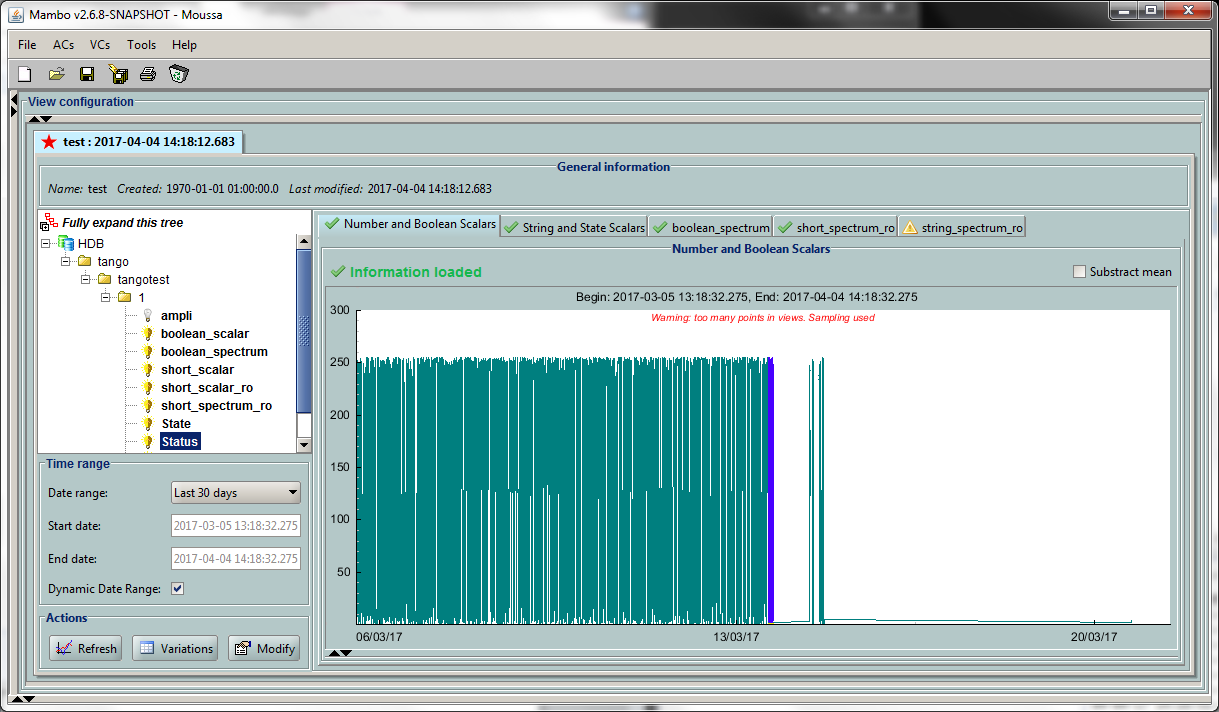 Mambo v2.6.8-SNAPSHOT - Moussa
File ACs VCs Tools Help
View configuration
test : 2017-04-04 14:18:12.683
General information
Name: test Created: 1970-01-01 01:00:00.0 Last modified: 2017-04-04 14:18:12.683
Fully expand this tree
HDB
tango
tangotest
1
ampli
boolean_scalar
boolean_spectrum
short_scalar
short_scalar_ro
short_spectrum_ro
State
Status
Time range
Date range: Last 30 days
Start date: 2017-03-05 13:18:32.275
End date: 2017-04-04 14:18:32.275
Dynamic Date Range:
Actions
Refresh Variations Modify
Number and Boolean Scalars String and State Scalars boolean_spectrum short_spectrum_ro string_spectrum_ro
Number and Boolean Scalars
Information loaded Substract mean
Begin: 2017-03-05 13:18:32.275, End: 2017-04-04 14:18:32.275
Warning: too many points in views. Sampling used
300
250
200
150
100
50
06/03/17 13/03/17 20/03/17